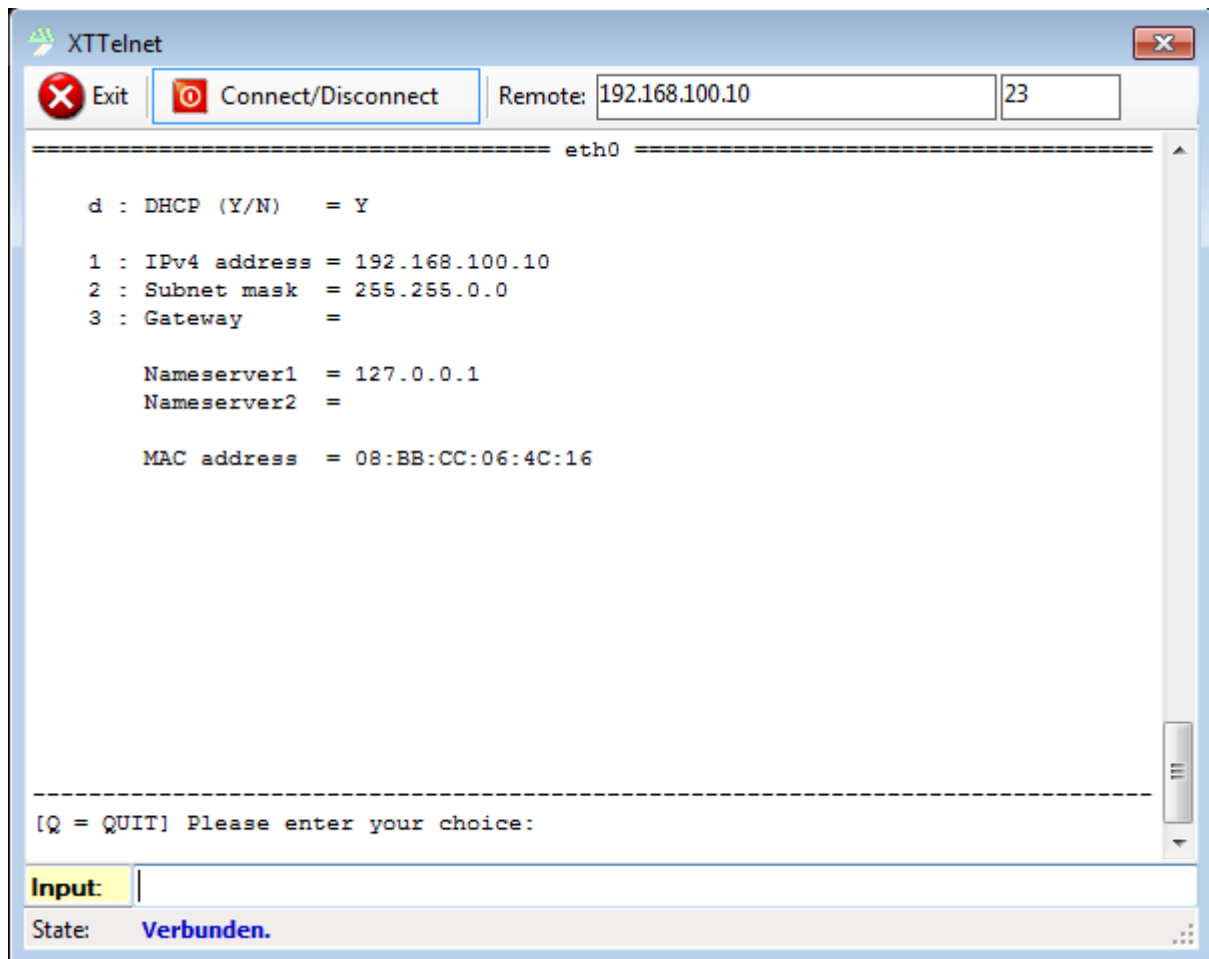 XTTelnet
Exit Connect/Disconnect Remote: 192.168.100.10 23
===================================== eth0 =====================================
d : DHCP (Y/N)   = Y
1 : IPv4 address = 192.168.100.10
2 : Subnet mask  = 255.255.0.0
3 : Gateway      =
Nameserver1  = 127.0.0.1
Nameserver2  =
MAC address  = 08:BB:CC:06:4C:16
--------------------------------------------------------------------------------
[Q = QUIT] Please enter your choice:
Input:
State: Verbunden.